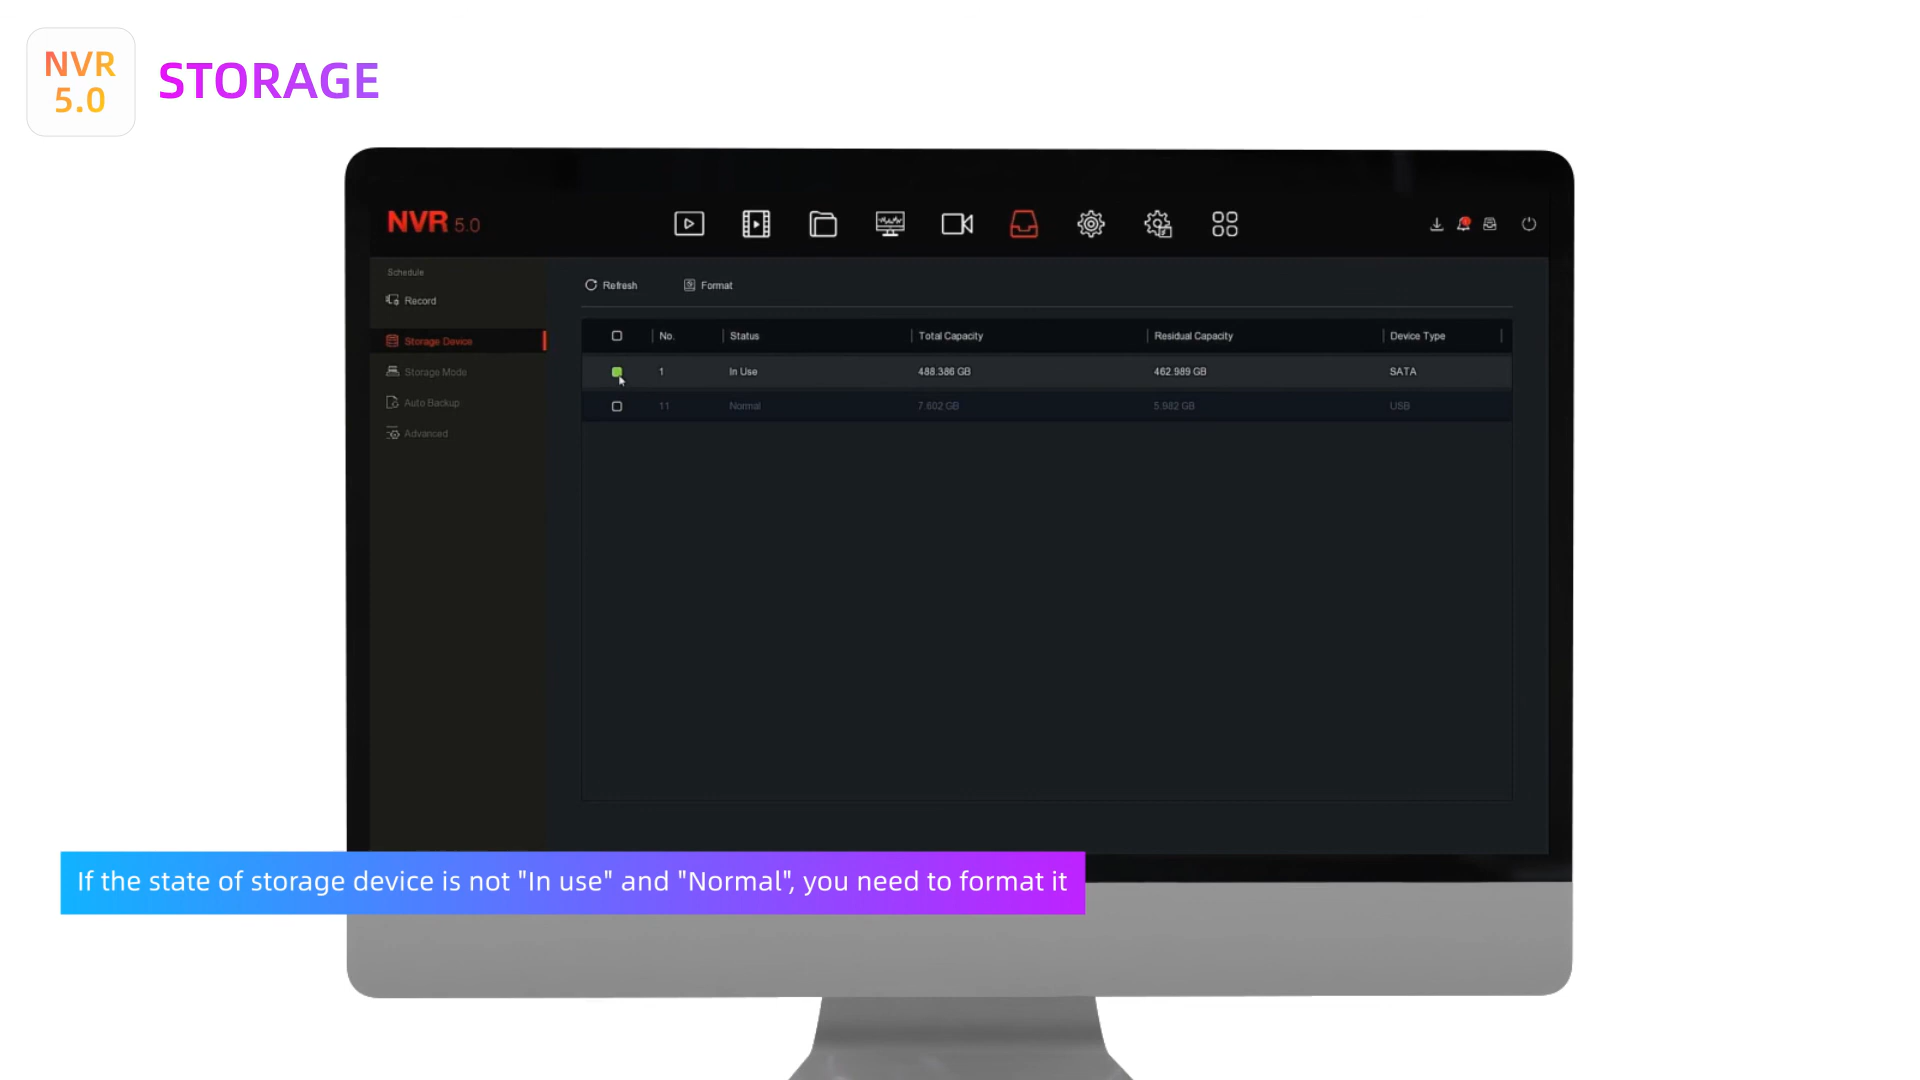 NVR
5.0
STORAGE
NVR 5.0
Schedule
Record
Storage Device
Storage Mode
Auto Backup
Advanced
Refresh Format
No. Status Total Capacity Residual Capacity Device Type
1 In Use 488.386 GB 462.989 GB SATA
11 Normal 7.602 GB 5.982 GB USB
If the state of storage device is not "In use" and "Normal", you need to format it